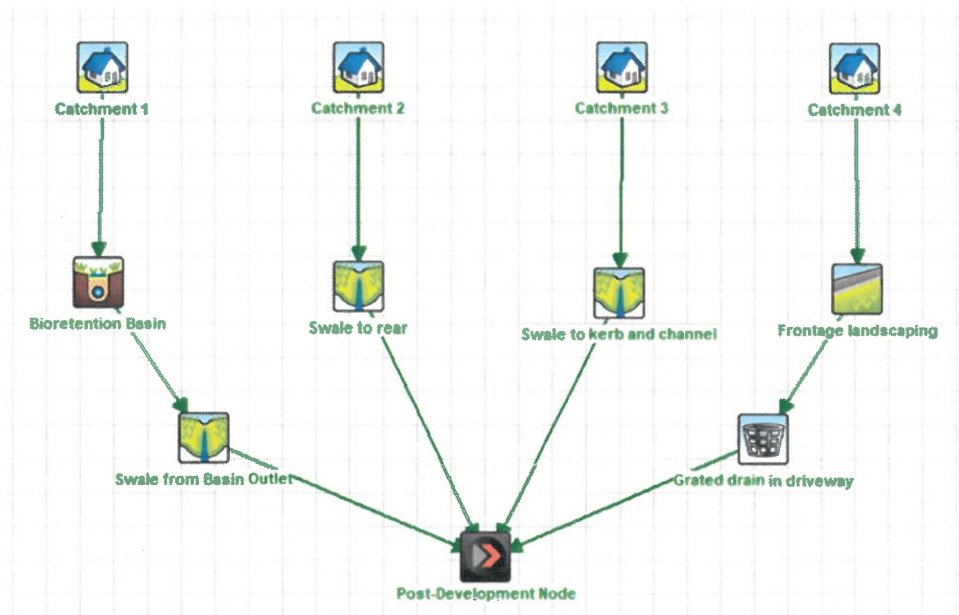 Catchment 1
Catchment 2
Catchment 3
Catchment 4
Bioretention Basin
Swale to rear
Swale to kerb and channel
Frontage landscaping
Swale from Basin Outlet
Grated drain in driveway
Post-Development Node